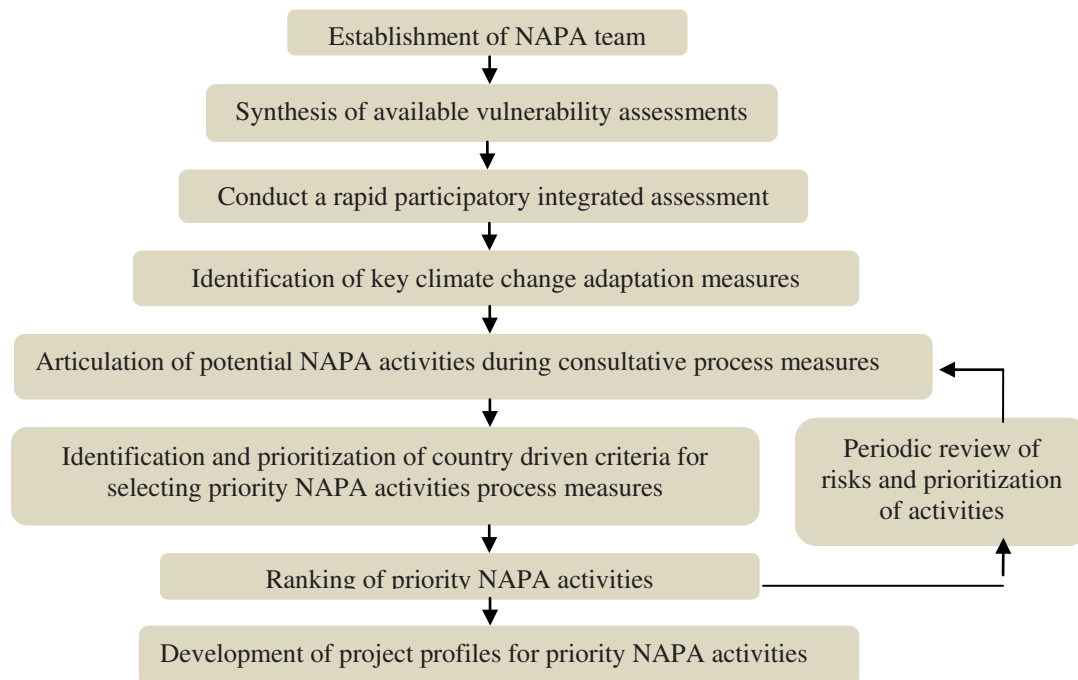 Establishment of NAPA team
Synthesis of available vulnerability assessments
Conduct a rapid participatory integrated assessment
Identification of key climate change adaptation measures
Articulation of potential NAPA activities during consultative process measures
Identification and prioritization of country driven criteria for
selecting priority NAPA activities process measures
Periodic review of
risks and prioritization
of activities
Ranking of priority NAPA activities
Development of project profiles for priority NAPA activities